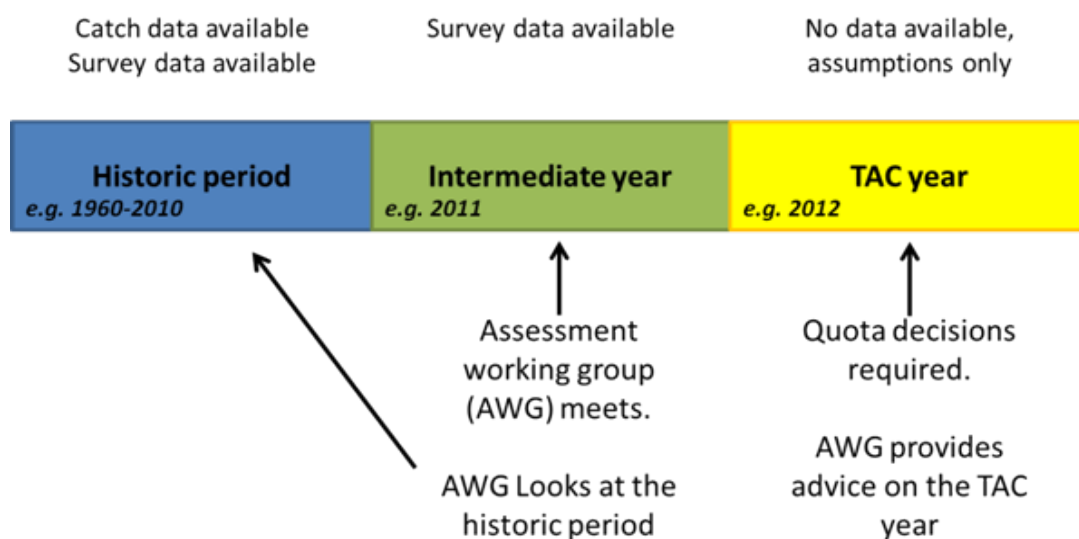 Catch data available
Survey data available
Survey data available
No data available,
assumptions only
Historic period
e.g. 1960-2010
Intermediate year
e.g. 2011
TAC year
e.g. 2012
Assessment
working group
(AWG) meets.
AWG Looks at the
historic period
Quota decisions
required.
AWG provides
advice on the TAC
year